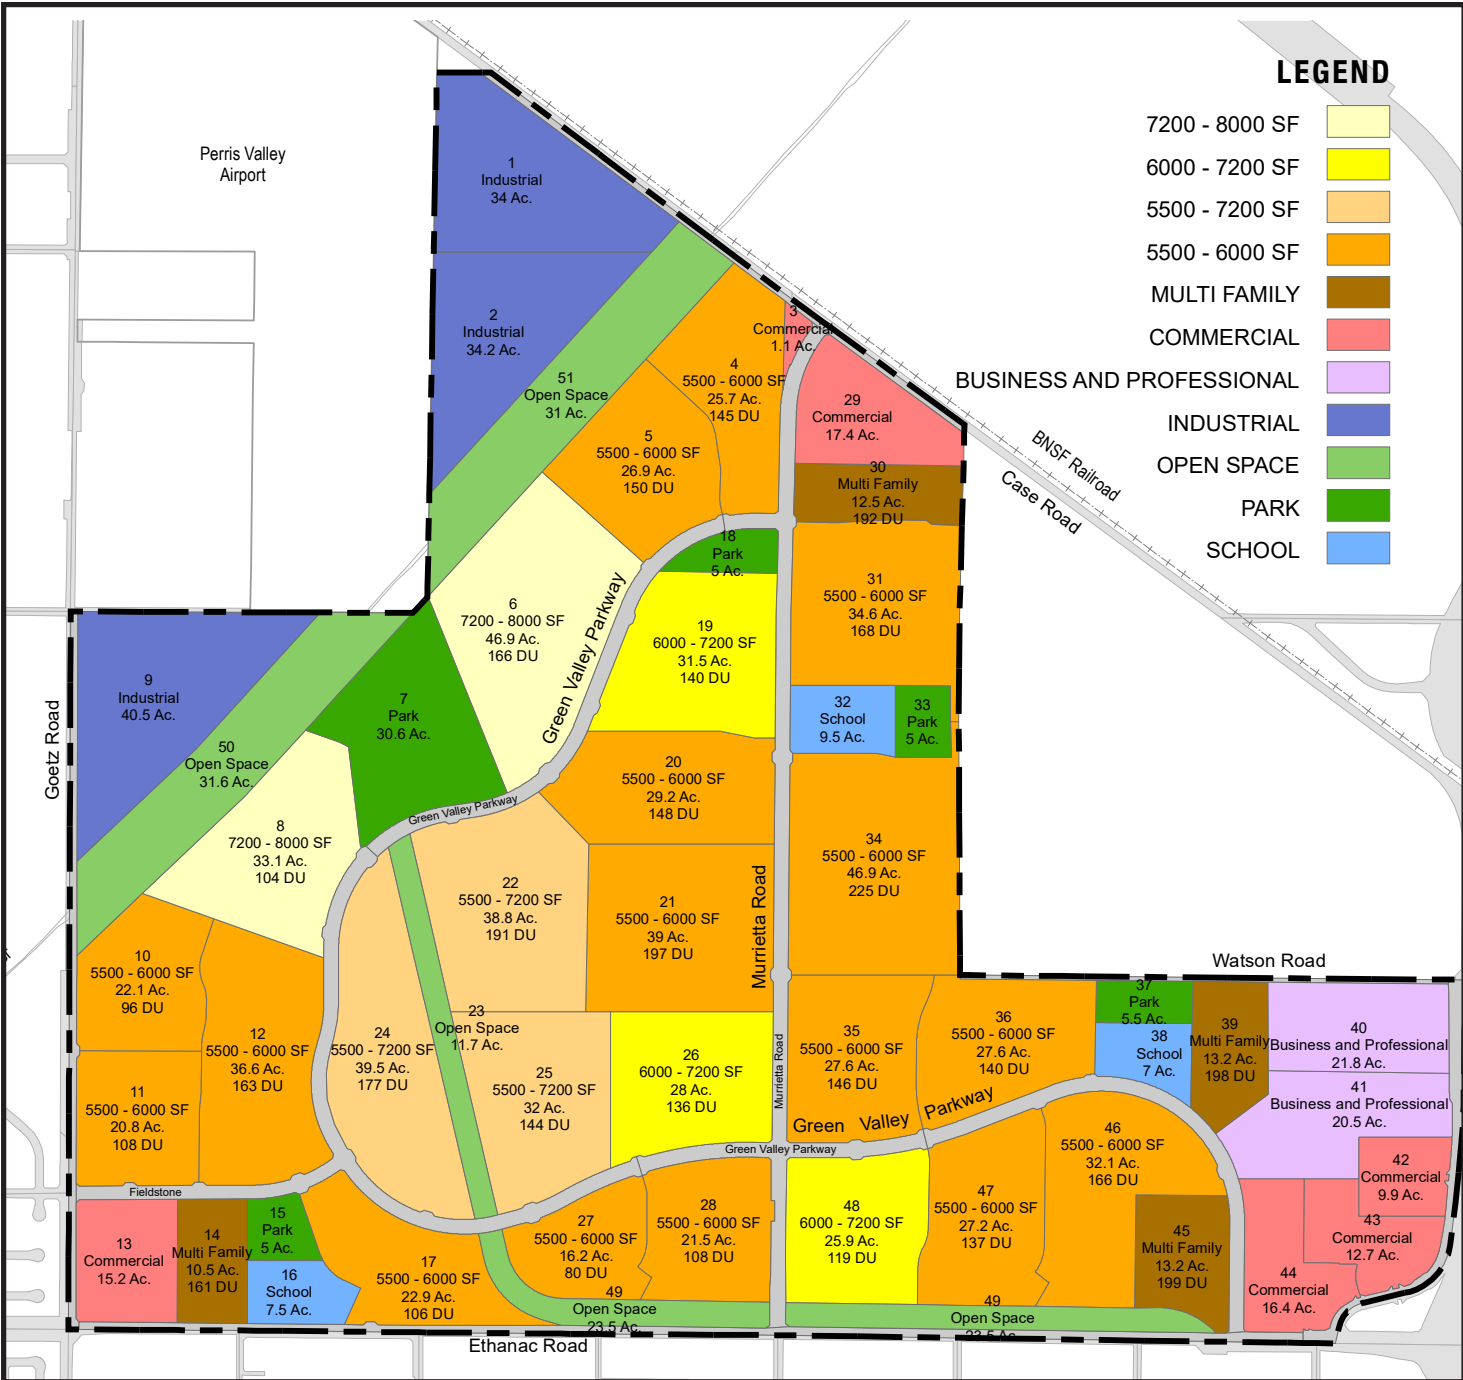 LEGEND
7200 - 8000 SF
6000 - 7200 SF
5500 - 7200 SF
5500 - 6000 SF
MULTI FAMILY
COMMERCIAL
BUSINESS AND PROFESSIONAL
INDUSTRIAL
OPEN SPACE
PARK
SCHOOL
Perris Valley
Airport
1
Industrial
34 Ac.
2
Industrial
34.2 Ac.
3
Commercial
1.1 Ac.
4
5500 - 6000 SF
25.7 Ac.
145 DU
51
Open Space
31 Ac.
5
5500 - 6000 SF
26.9 Ac.
150 DU
29
Commercial
17.4 Ac.
30
Multi Family
12.5 Ac.
192 DU
BNSF Railroad
Case Road
18
Park
5 Ac.
31
5500 - 6000 SF
34.6 Ac.
168 DU
6
7200 - 8000 SF
46.9 Ac.
166 DU
Green Valley Parkway
19
6000 - 7200 SF
31.5 Ac.
140 DU
9
Industrial
40.5 Ac.
7
Park
30.6 Ac.
32
School
9.5 Ac.
33
Park
5 Ac.
Goetz Road
50
Open Space
31.6 Ac.
20
5500 - 6000 SF
29.2 Ac.
148 DU
Green Valley Parkway
8
7200 - 8000 SF
33.1 Ac.
104 DU
34
5500 - 6000 SF
46.9 Ac.
225 DU
22
5500 - 7200 SF
38.8 Ac.
191 DU
21
5500 - 6000 SF
39 Ac.
197 DU
Murrietta Road
Watson Road
10
5500 - 6000 SF
22.1 Ac.
96 DU
12
5500 - 6000 SF
36.6 Ac.
163 DU
24
5500 - 7200 SF
39.5 Ac.
177 DU
23
Open Space
11.7 Ac.
25
5500 - 7200 SF
32 Ac.
144 DU
26
6000 - 7200 SF
28 Ac.
136 DU
Murrietta Road
35
5500 - 6000 SF
27.6 Ac.
146 DU
36
5500 - 6000 SF
27.6 Ac.
140 DU
37
Park
5.5 Ac.
38
School
7 Ac.
39
Multi Family
13.2 Ac.
198 DU
40
Business and Professional
21.8 Ac.
41
Business and Professional
20.5 Ac.
11
5500 - 6000 SF
20.8 Ac.
108 DU
Green Valley Parkway
Green Valley Parkway
46
5500 - 6000 SF
32.1 Ac.
166 DU
42
Commercial
9.9 Ac.
Fieldstone
13
Commercial
15.2 Ac.
14
Multi Family
10.5 Ac.
161 DU
15
Park
5 Ac.
16
School
7.5 Ac.
17
5500 - 6000 SF
22.9 Ac.
106 DU
27
5500 - 6000 SF
16.2 Ac.
80 DU
28
5500 - 6000 SF
21.5 Ac.
108 DU
48
6000 - 7200 SF
25.9 Ac.
119 DU
47
5500 - 6000 SF
27.2 Ac.
137 DU
45
Multi Family
13.2 Ac.
199 DU
43
Commercial
12.7 Ac.
44
Commercial
16.4 Ac.
49
Open Space
23.5 Ac.
49
Open Space
23.5 Ac.
Ethanac Road